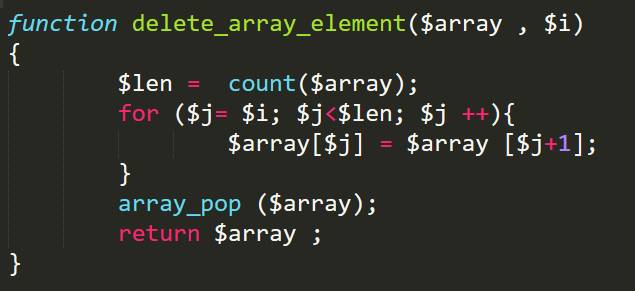 function delete_array_element($array , $i)
{
$len =  count($array);
for ($j= $i; $j<$len; $j ++){
$array[$j] = $array [$j+1];
}
array_pop ($array);
return $array ;
}